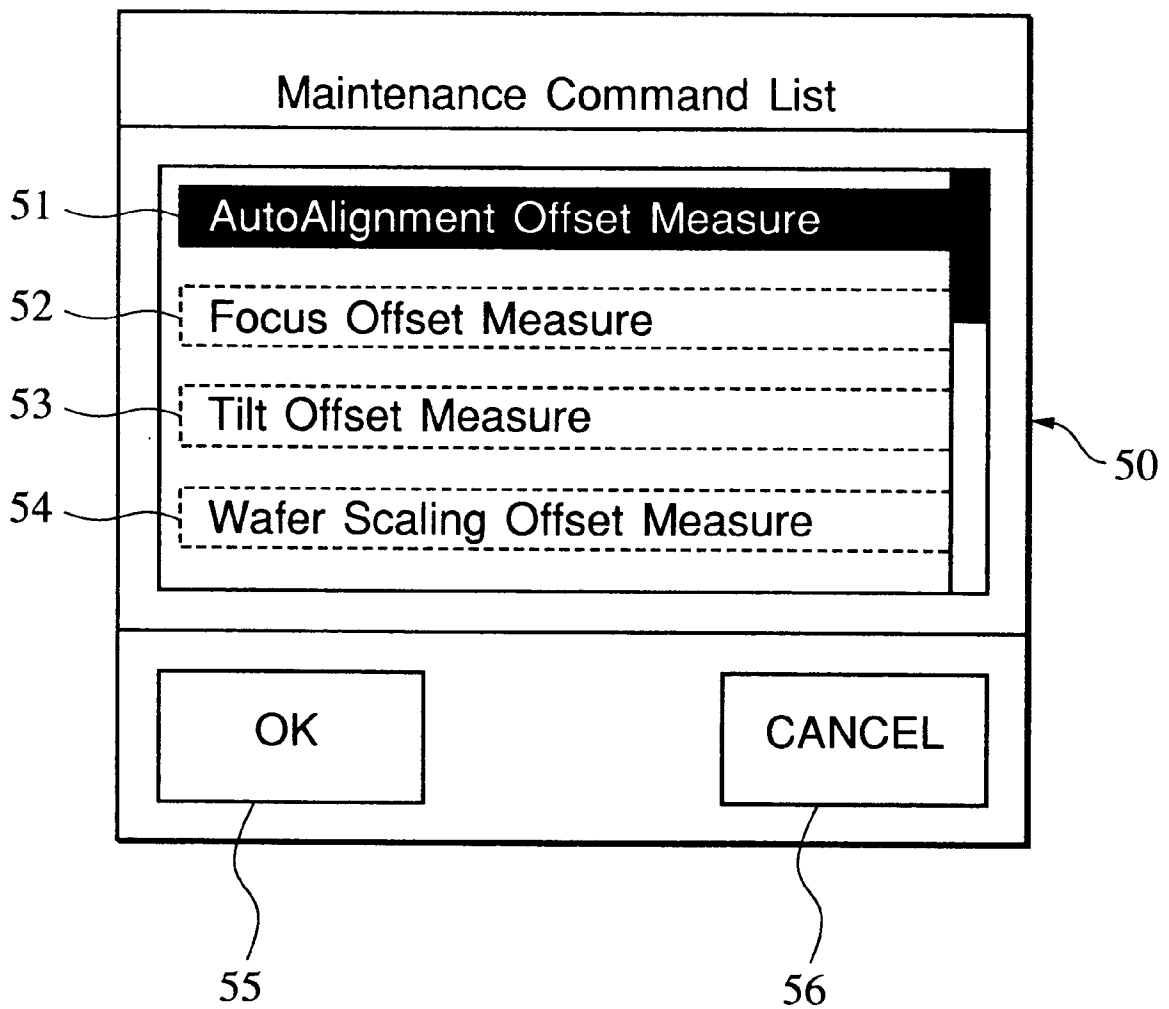 Maintenance Command List
51 AutoAlignment Offset Measure
52 Focus Offset Measure
53 Tilt Offset Measure
50
54 Wafer Scaling Offset Measure
OK CANCEL
55 56